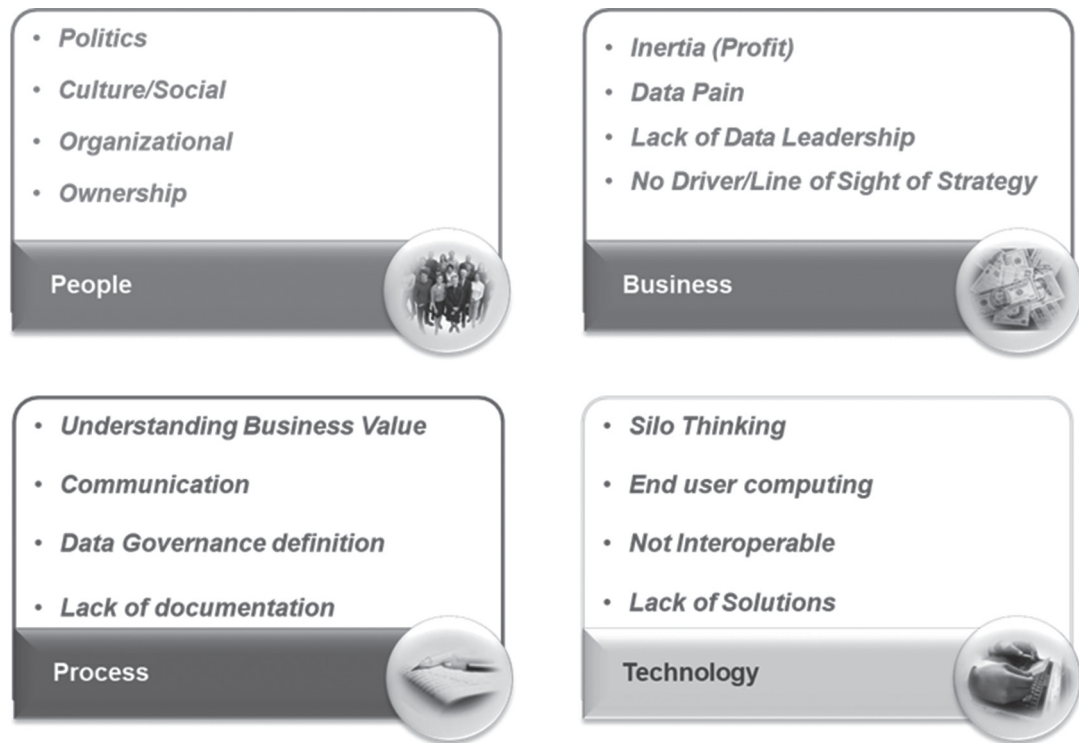 • Politics
• Culture/Social
• Organizational
• Ownership
People
• Inertia (Profit)
• Data Pain
• Lack of Data Leadership
• No Driver/Line of Sight of Strategy
Business
• Understanding Business Value
• Communication
• Data Governance definition
• Lack of documentation
Process
• Silo Thinking
• End user computing
• Not Interoperable
• Lack of Solutions
Technology